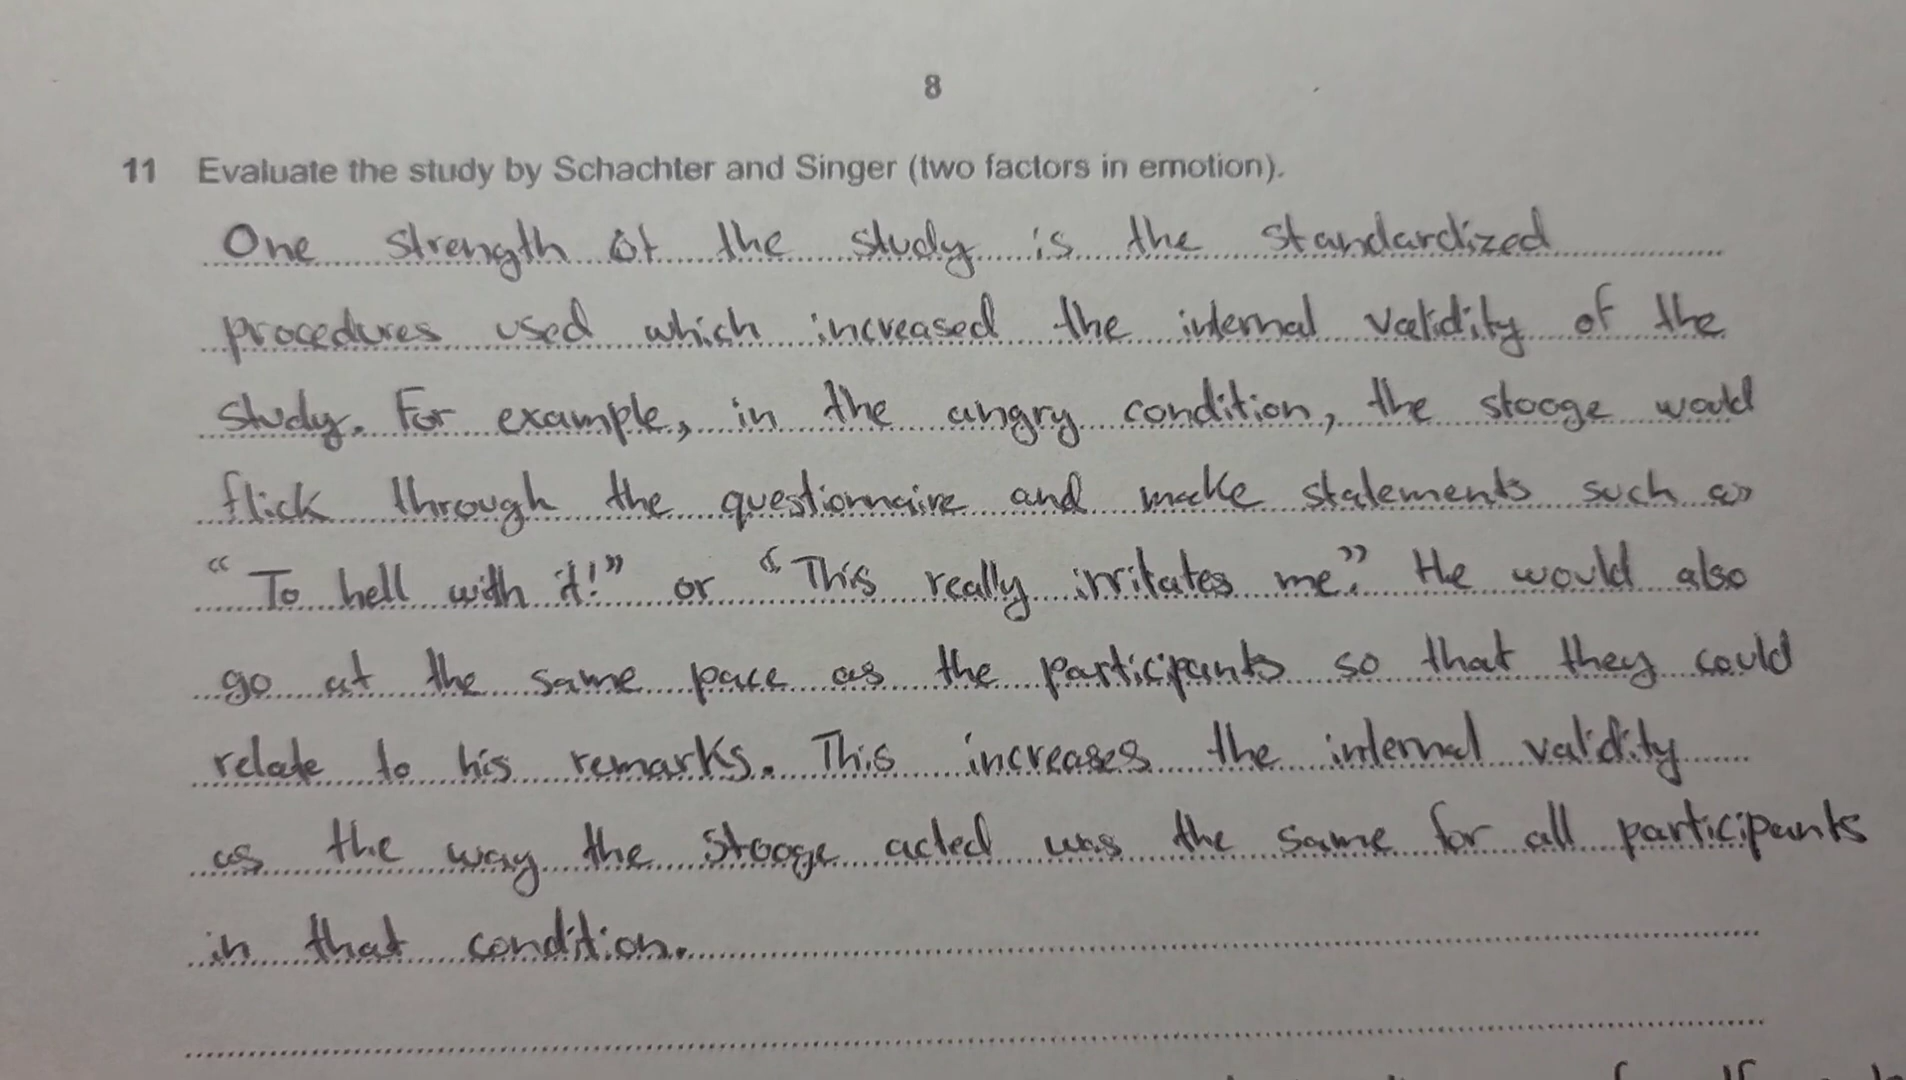 8
11 Evaluate the study by Schachter and Singer (two factors in emotion).
One strength of the study is the standardized
procedures used which increased the internal validity of the
study. For example, in the angry condition, the stooge would
flick through the questionnaire and make statements such as
"To hell with it!" or "This really irritates me". He would also
go at the same pace as the participants so that they could
relate to his remarks. This increases the internal validity
as the way the stooge acted was the same for all participants
in that condition.